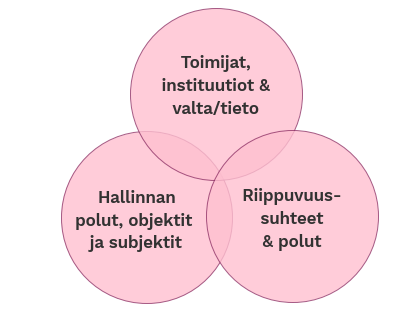 Toimijat,
instituutiot &
valta/tieto
Hallinnan
polut, objektit
ja subjektit
Riippuvuus-
suhteet
& polut